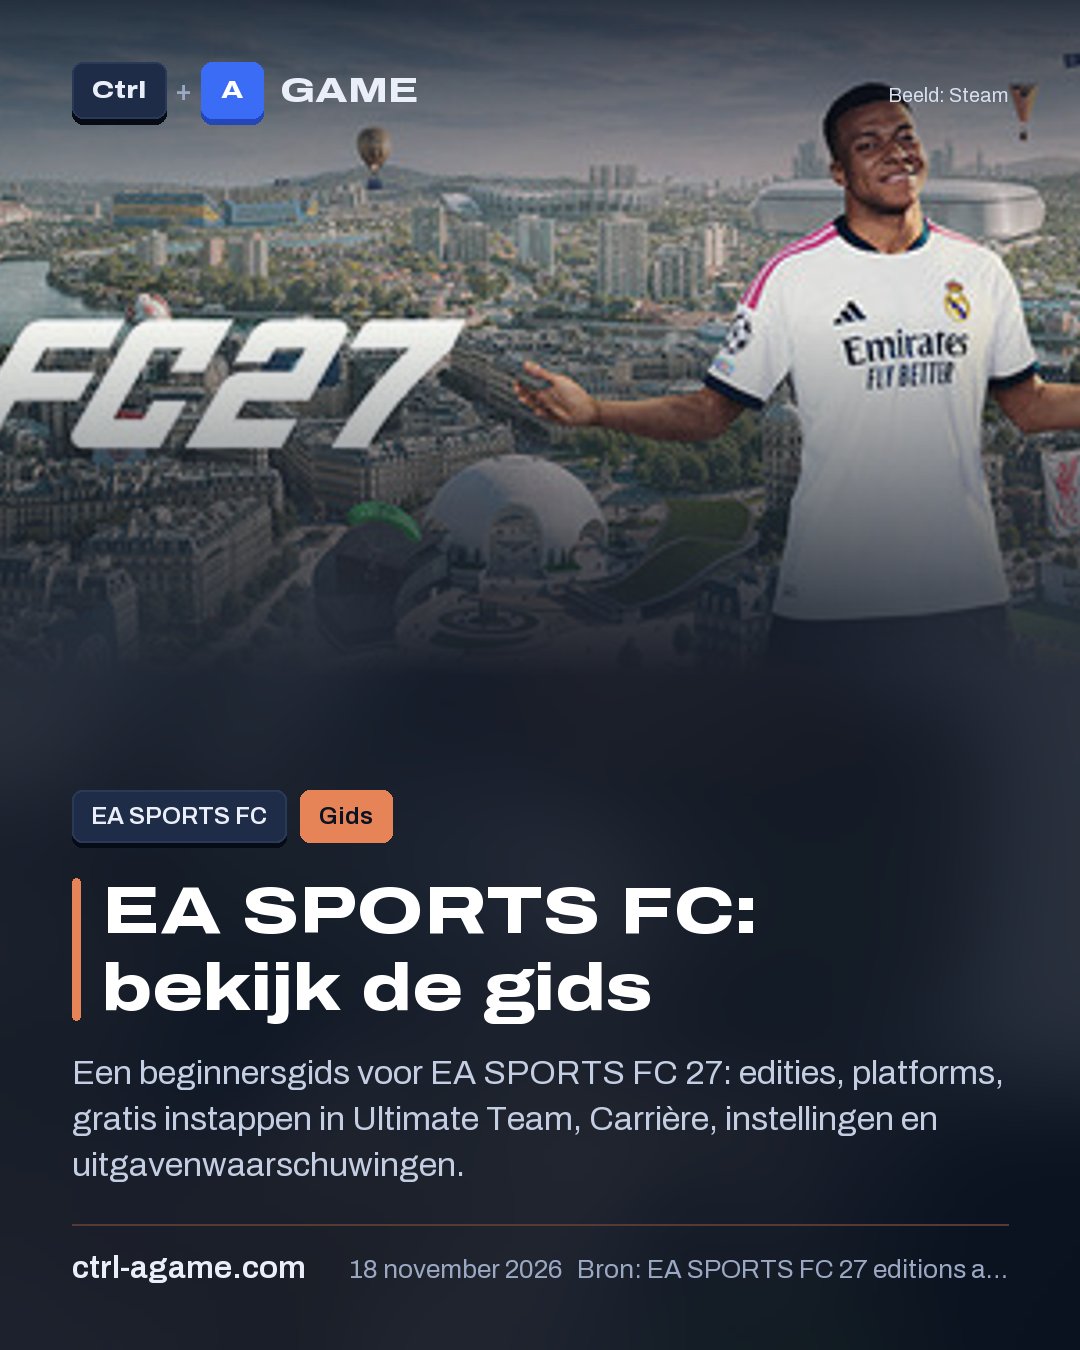 Ctrl + A GAME
Beeld: Steam
FC27
Emirates
FLY BETTER
EA SPORTS FC Gids
EA SPORTS FC:
bekijk de gids
Een beginnersgids voor EA SPORTS FC 27: edities, platforms,
gratis instappen in Ultimate Team, Carrière, instellingen en
uitgavenwaarschuwingen.
ctrl-agame.com 18 november 2026 Bron: EA SPORTS FC 27 editions a...